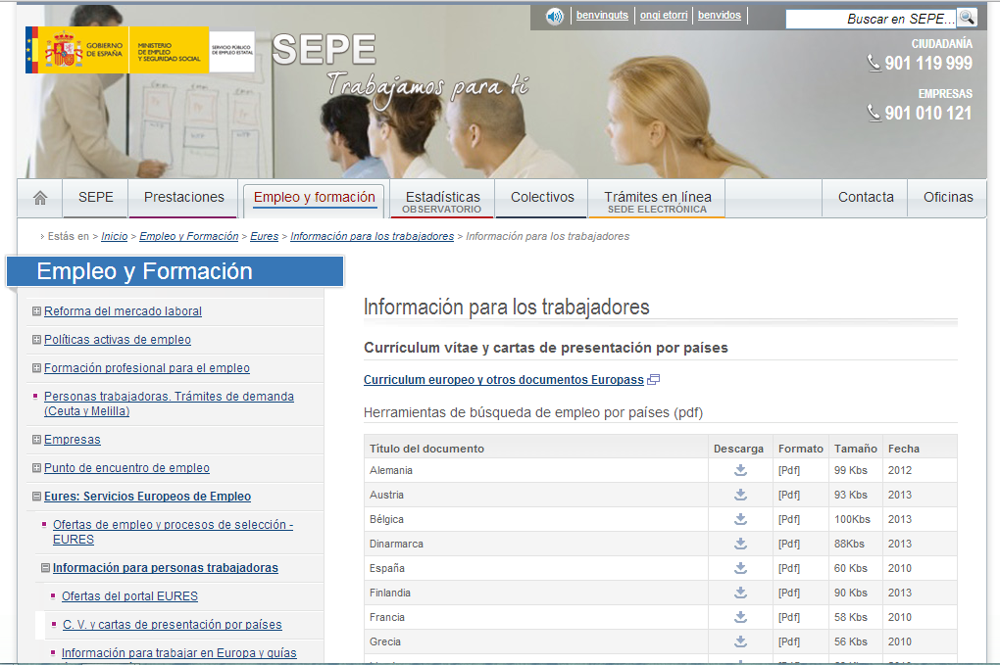 benvinguts
ongi etorri
benvidos
Buscar en SEPE...
GOBIERNO
DE ESPAÑA
MINISTERIO
DE EMPLEO
Y SEGURIDAD SOCIAL
SERVICIO PÚBLICO
DE EMPLEO ESTATAL
SEPE
Trabajamos para ti
CIUDADANÍA
901 119 999
EMPRESAS
901 010 121
SEPE
Prestaciones
Empleo y formación
Estadísticas
OBSERVATORIO
Colectivos
Trámites en línea
SEDE ELECTRÓNICA
Contacta
Oficinas
Estás en > Inicio > Empleo y Formación > Eures > Información para los trabajadores > Información para los trabajadores
Empleo y Formación
Reforma del mercado laboral
Políticas activas de empleo
Formación profesional para el empleo
Personas trabajadoras. Trámites de demanda
(Ceuta y Melilla)
Empresas
Punto de encuentro de empleo
Eures: Servicios Europeos de Empleo
Ofertas de empleo y procesos de selección -
EURES
Información para personas trabajadoras
Ofertas del portal EURES
C. V. y cartas de presentación por países
Información para trabajar en Europa y guías
Información para los trabajadores
Currículum vítae y cartas de presentación por países
Curriculum europeo y otros documentos Europass
Herramientas de búsqueda de empleo por países (pdf)
Título del documento Descarga Formato Tamaño Fecha
Alemania [Pdf] 99 Kbs 2012
Austria [Pdf] 93 Kbs 2013
Bélgica [Pdf] 100Kbs 2013
Dinarmarca [Pdf] 88Kbs 2013
España [Pdf] 60 Kbs 2010
Finlandia [Pdf] 90 Kbs 2013
Francia [Pdf] 58 Kbs 2010
Grecia [Pdf] 56 Kbs 2010